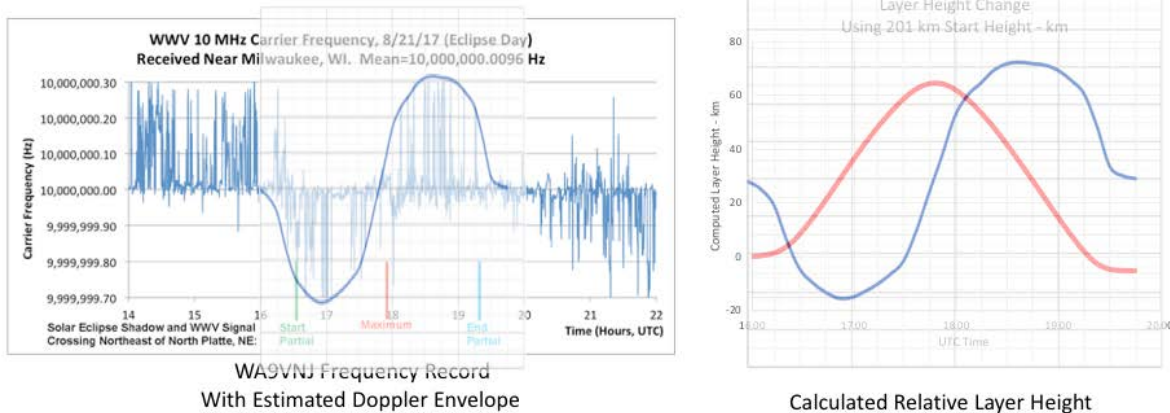 WWV 10 MHz Carrier Frequency, 8/21/17 (Eclipse Day)
Received Near Milwaukee, WI. Mean=10,000,000.0096 Hz
Carrier Frequency (Hz)
10,000,000.30
10,000,000.20
10,000,000.10
10,000,000.00
9,999,999.90
9,999,999.80
9,999,999.70
14
15
16
17
18
19
20
21
22
Start
Partial
Maximum
End
Partial
Time (Hours, UTC)
Solar Eclipse Shadow and WWV Signal
Crossing Northeast of North Platte, NE:
WA9VNJ Frequency Record
With Estimated Doppler Envelope
Layer Height Change
Using 201 km Start Height - km
Computed Layer Height - km
80
60
40
20
0
-20
16:00
17:00
18:00
19:00
20:00
UTC Time
Calculated Relative Layer Height